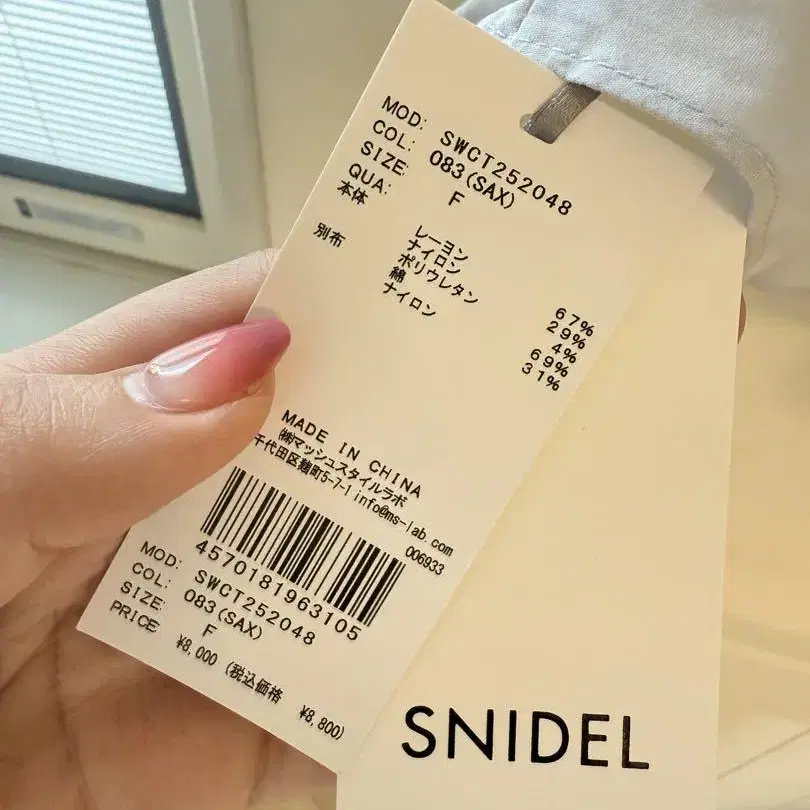 MOD: SWCT252048
COL: 083(SAX)
SIZE: F
QUA:
本体 レーヨン 67%
ナイロン 29%
ポリウレタン 4%
別布 綿 69%
ナイロン 31%
MADE IN CHINA
㈱マッシュスタイルラボ
千代田区麹町5-7-1 info@ms-lab.com
006933
4570181963105
MOD: SWCT252048
COL: 083(SAX)
SIZE: F
PRICE: ¥8,000 (税込価格 ¥8,800)
SNIDEL